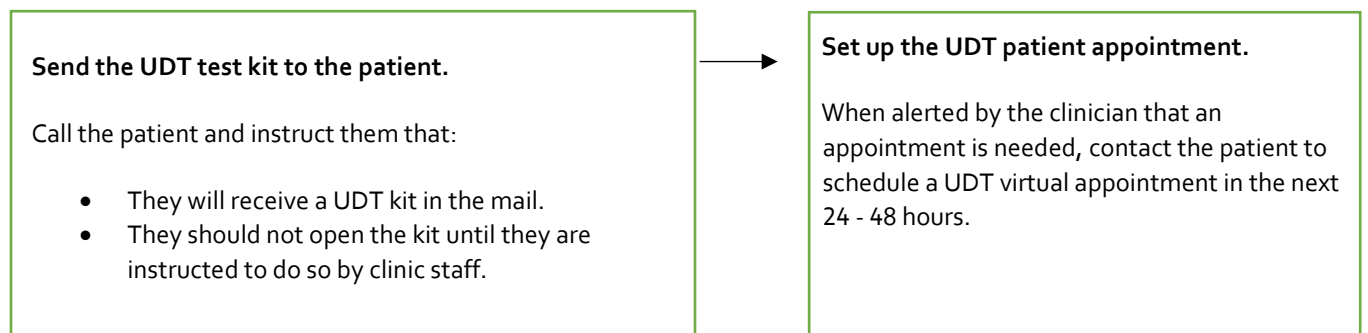 Send the UDT test kit to the patient.
Call the patient and instruct them that:
• They will receive a UDT kit in the mail.
• They should not open the kit until they are
instructed to do so by clinic staff.
Set up the UDT patient appointment.
When alerted by the clinician that an
appointment is needed, contact the patient to
schedule a UDT virtual appointment in the next
24 - 48 hours.